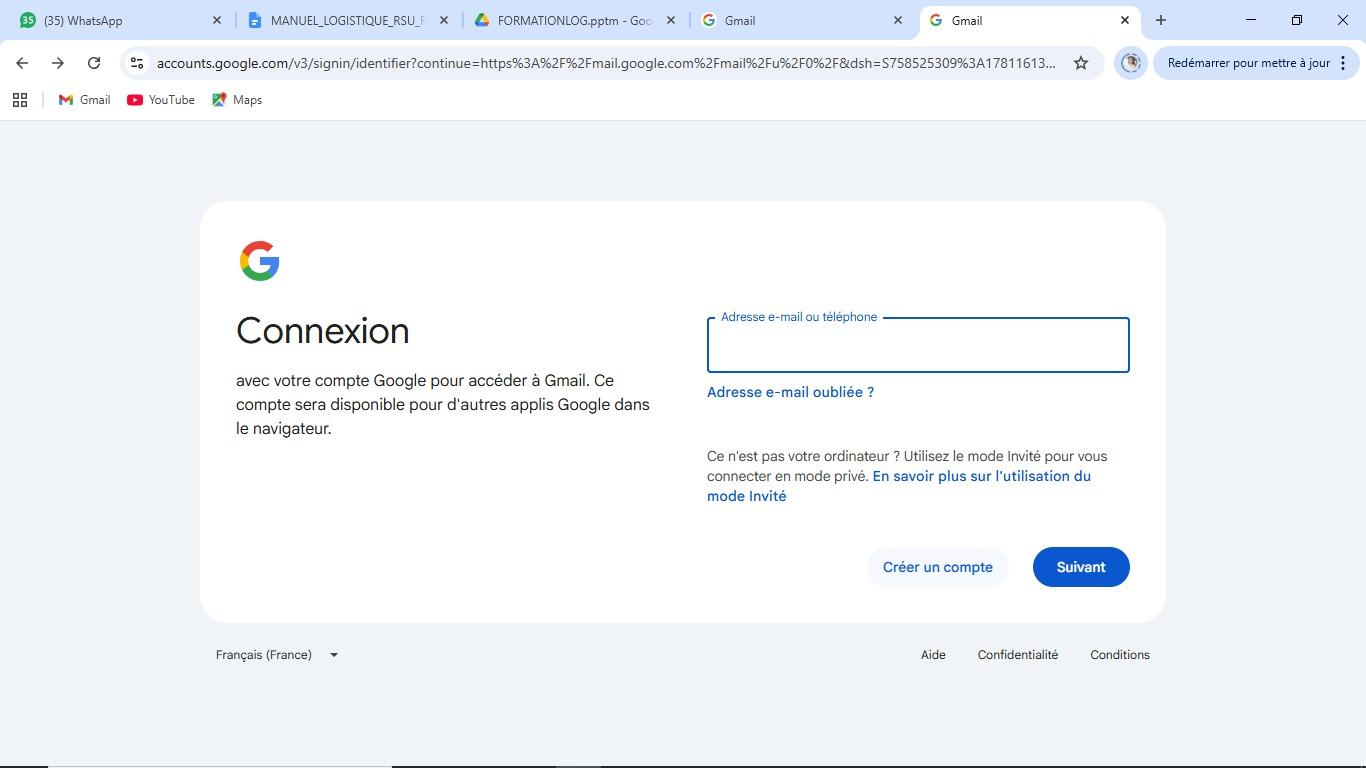 35 (35) WhatsApp
MANUEL_LOGISTIQUE_RSU_F
FORMATIONLOG.pptm - Goo
Gmail
Gmail
accounts.google.com/v3/signin/identifier?continue=https%3A%2F%2Fmail.google.com%2Fmail%2Fu%2F0%2F&dsh=S758525309%3A17811613...
Redémarrer pour mettre à jour
Gmail
YouTube
Maps
Connexion
avec votre compte Google pour accéder à Gmail. Ce
compte sera disponible pour d'autres applis Google dans
le navigateur.
Adresse e-mail ou téléphone
Adresse e-mail oubliée ?
Ce n'est pas votre ordinateur ? Utilisez le mode Invité pour vous
connecter en mode privé. En savoir plus sur l'utilisation du
mode Invité
Créer un compte
Suivant
Français (France)
Aide
Confidentialité
Conditions